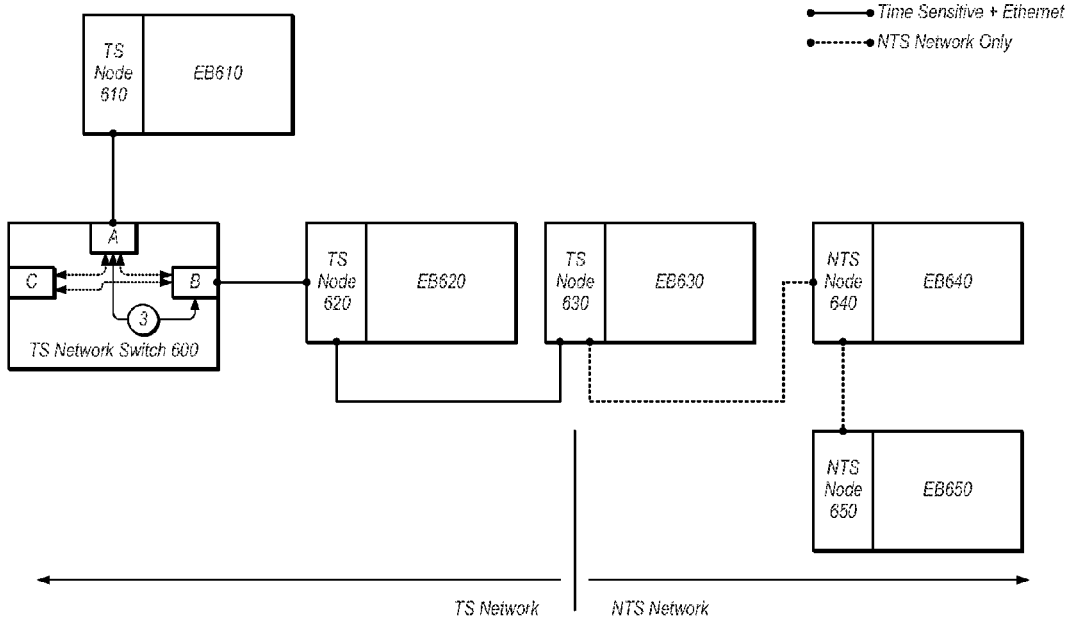 Time Sensitive + Ethernet
NTS Network Only
TS
Node
610
EB610
A
C
B
3
TS Network Switch 600
TS
Node
620
EB620
TS
Node
630
EB630
NTS
Node
640
EB640
NTS
Node
650
EB650
TS Network
NTS Network